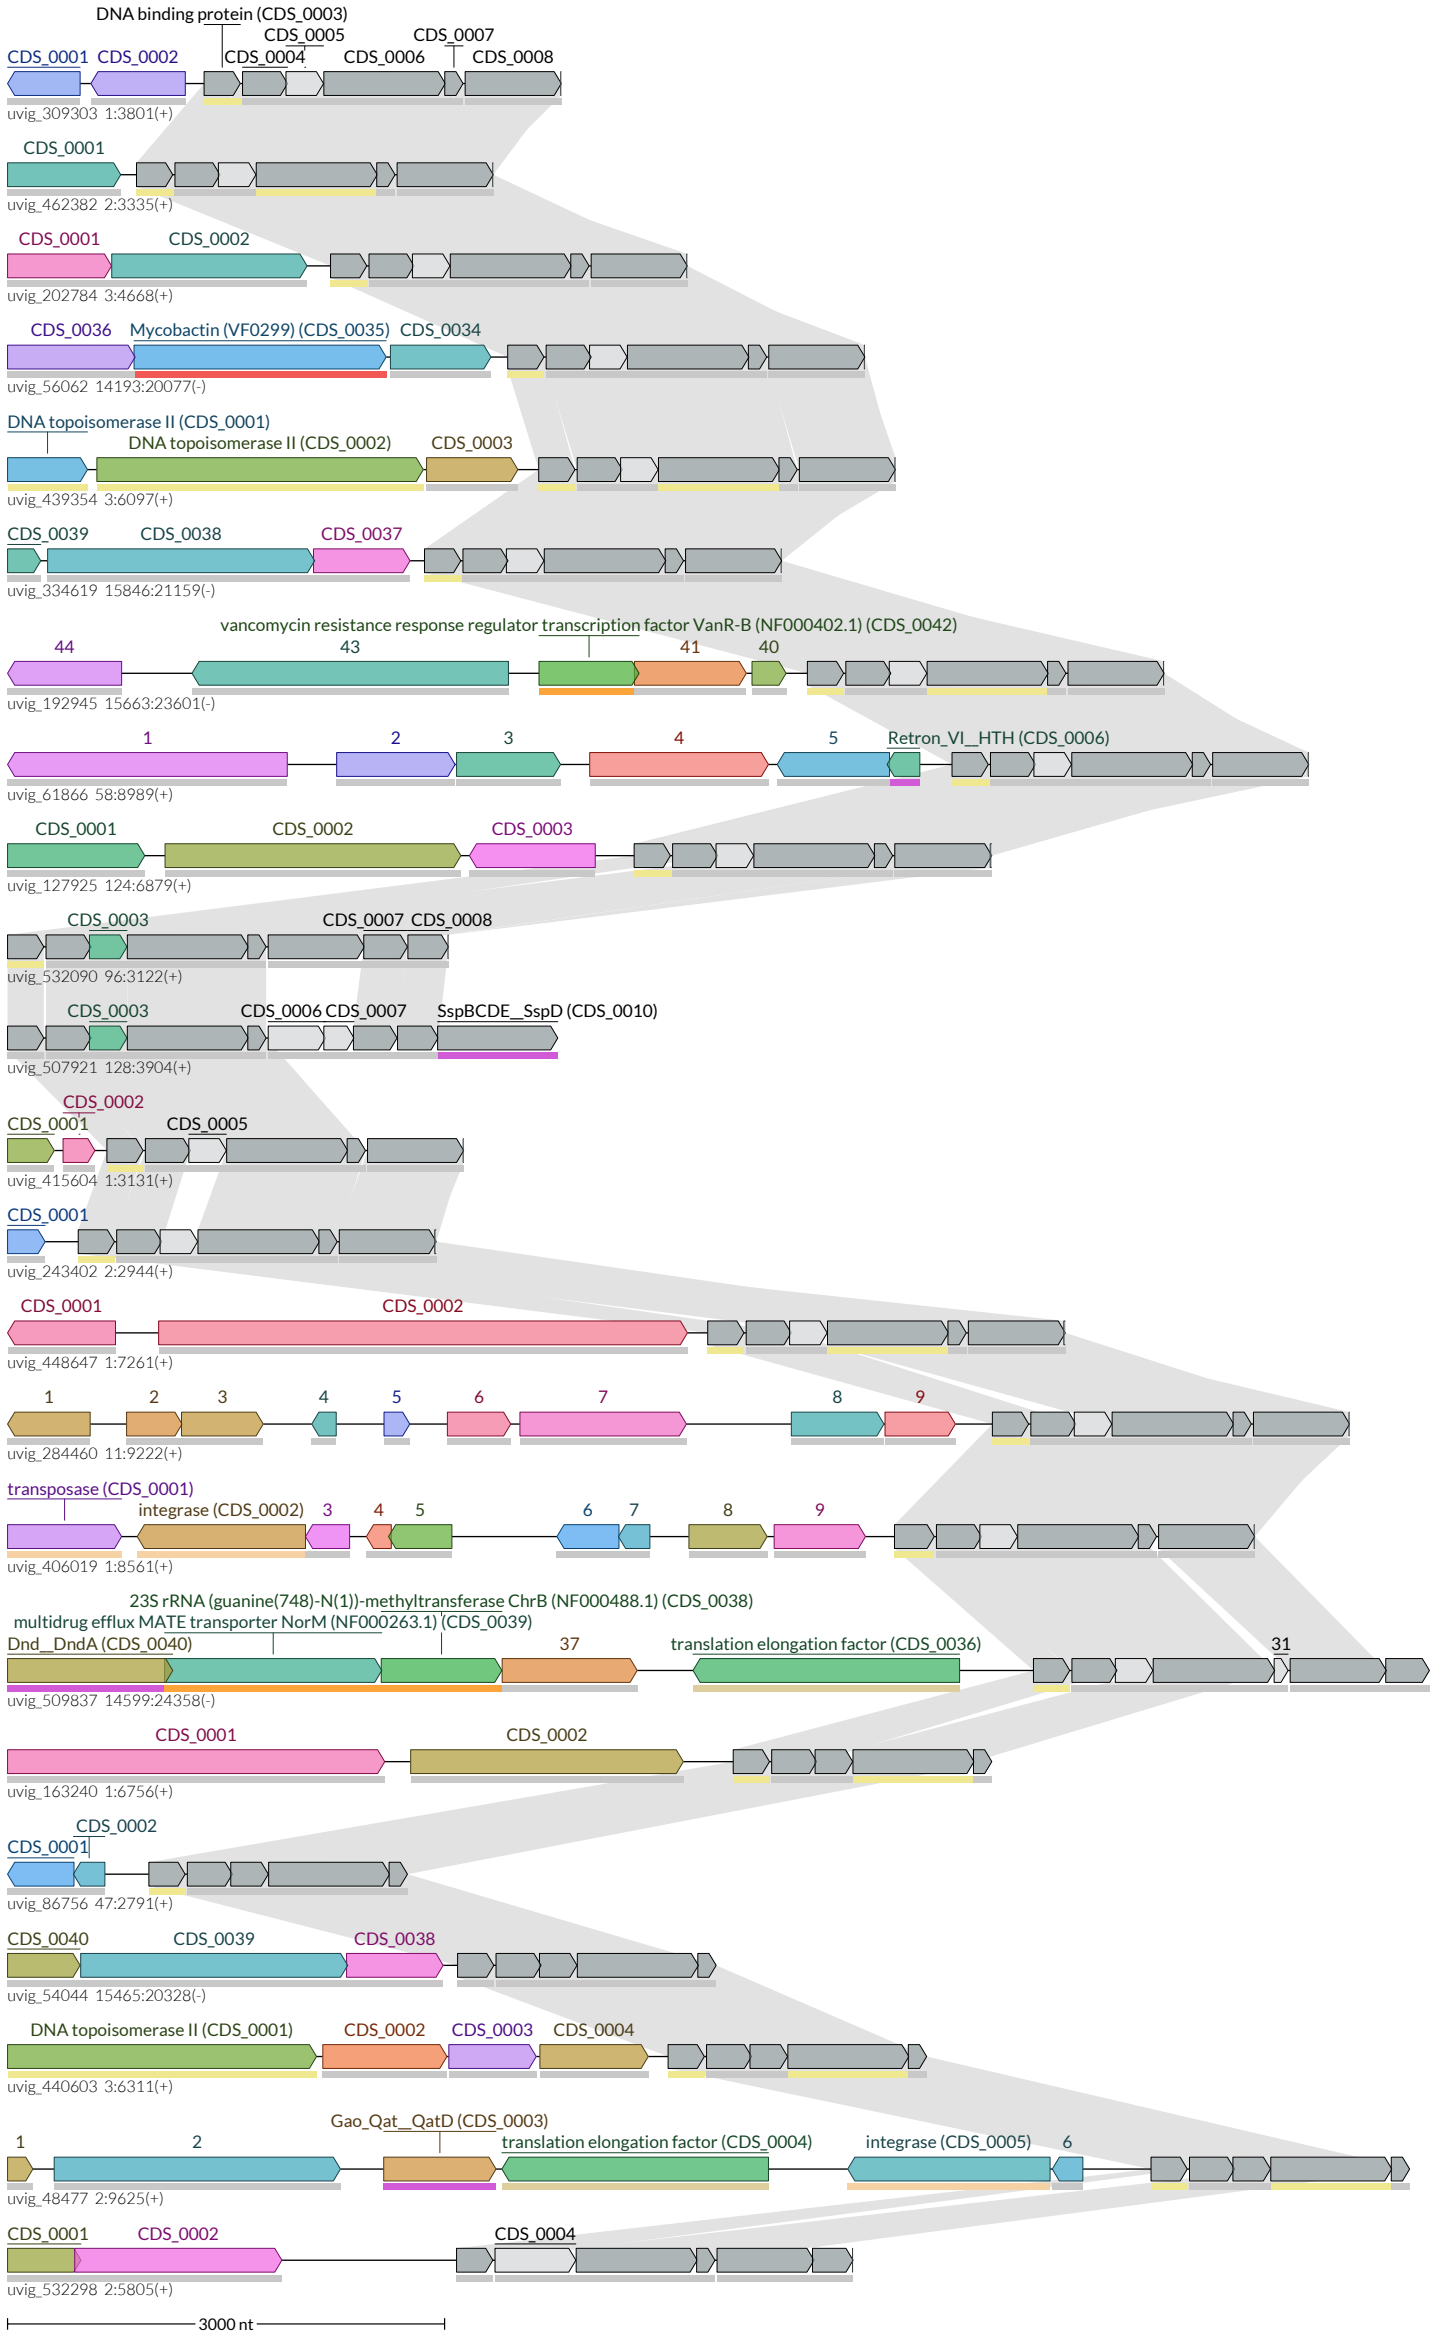 DNA binding protein (CDS_0003)
CDS_0005 CDS_0007
CDS_0001 CDS_0002 CDS_0004 CDS_0006 CDS_0008
uvig_309303 1:3801(+)
CDS_0001
uvig_462382 2:3335(+)
CDS_0001 CDS_0002
uvig_202784 3:4668(+)
CDS_0036 Mycobactin (VF0299) (CDS_0035) CDS_0034
uvig_56062 14193:20077(-)
DNA topoisomerase II (CDS_0001)
DNA topoisomerase II (CDS_0002) CDS_0003
uvig_439354 3:6097(+)
CDS_0039 CDS_0038 CDS_0037
uvig_334619 15846:21159(-)
vancomycin resistance response regulator transcription factor VanR-B (NF000402.1) (CDS_0042)
44 43 41 40
uvig_192945 15663:23601(-)
1 2 3 4 5 Retron_VI__HTH (CDS_0006)
uvig_61866 58:8989(+)
CDS_0001 CDS_0002 CDS_0003
uvig_127925 124:6879(+)
CDS_0003 CDS_0007 CDS_0008
uvig_532090 96:3122(+)
CDS_0003 CDS_0006 CDS_0007 SspBCDE__SspD (CDS_0010)
uvig_507921 128:3904(+)
CDS_0002
CDS_0001 CDS_0005
uvig_415604 1:3131(+)
CDS_0001
uvig_243402 2:2944(+)
CDS_0001 CDS_0002
uvig_448647 1:7261(+)
1 2 3 4 5 6 7 8 9
uvig_284460 11:9222(+)
transposase (CDS_0001)
integrase (CDS_0002) 3 4 5 6 7 8 9
uvig_406019 1:8561(+)
23S rRNA (guanine(748)-N(1))-methyltransferase ChrB (NF000488.1) (CDS_0038)
multidrug efflux MATE transporter NorM (NF000263.1) (CDS_0039)
Dnd__DndA (CDS_0040) 37 translation elongation factor (CDS_0036) 31
uvig_509837 14599:24358(-)
CDS_0001 CDS_0002
uvig_163240 1:6756(+)
CDS_0002
CDS_0001
uvig_86756 47:2791(+)
CDS_0040 CDS_0039 CDS_0038
uvig_54044 15465:20328(-)
DNA topoisomerase II (CDS_0001) CDS_0002 CDS_0003 CDS_0004
uvig_440603 3:6311(+)
Gao_Qat__QatD (CDS_0003)
1 2 translation elongation factor (CDS_0004) integrase (CDS_0005) 6
uvig_48477 2:9625(+)
CDS_0001 CDS_0002 CDS_0004
uvig_532298 2:5805(+)
3000 nt